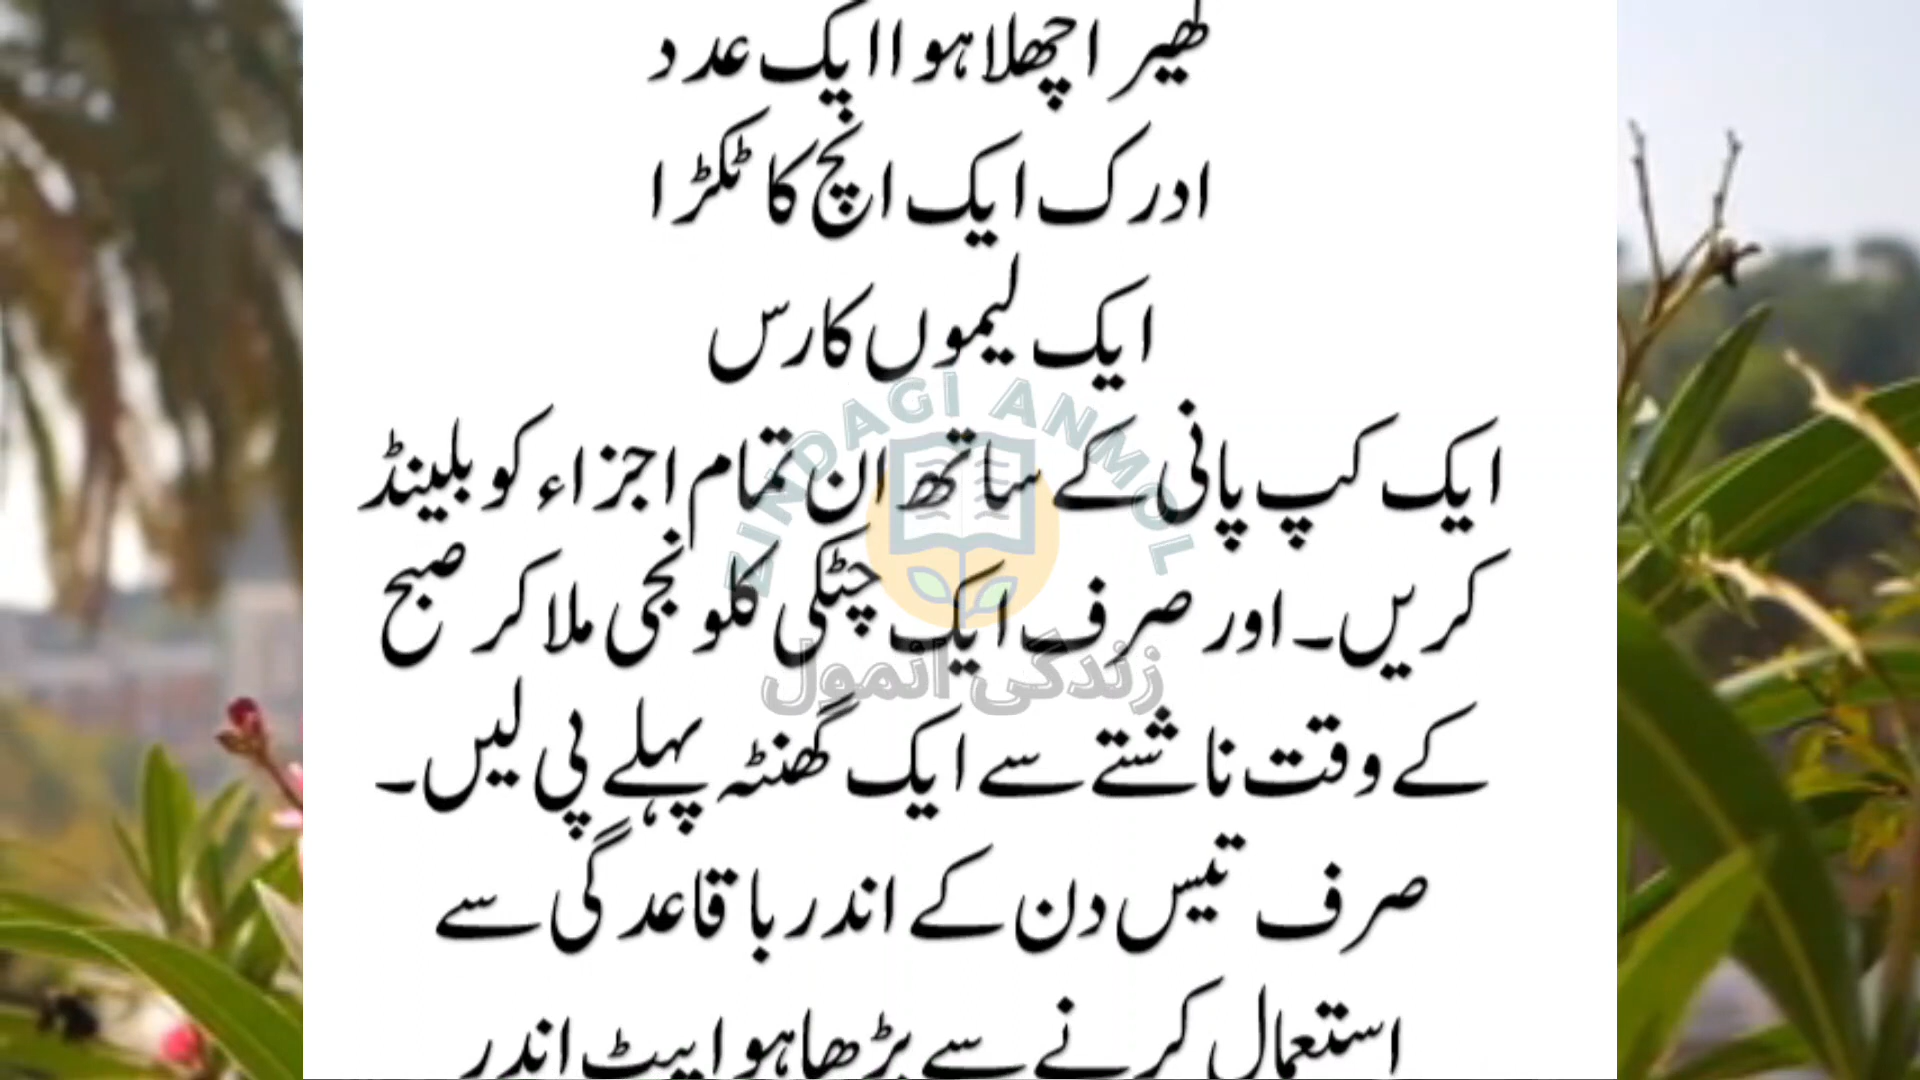 کھیرا چھلا ہوا ایک عدد
ادرک ایک انچ کا ٹکڑا
ایک لیموں کا رس
ایک کپ پانی کے ساتھ ان تمام اجزاء کو بلینڈ
کریں۔ اور صرف ایک چٹکی کلونجی ملا کر صبح
کے وقت ناشتے سے ایک گھنٹہ پہلے پی لیں۔
صرف تیس دن کے اندر باقاعدگی سے
استعمال کرنے سے بڑھا ہوا پیٹ اندر
ZINDAGI ANMOL
زندگی انمول